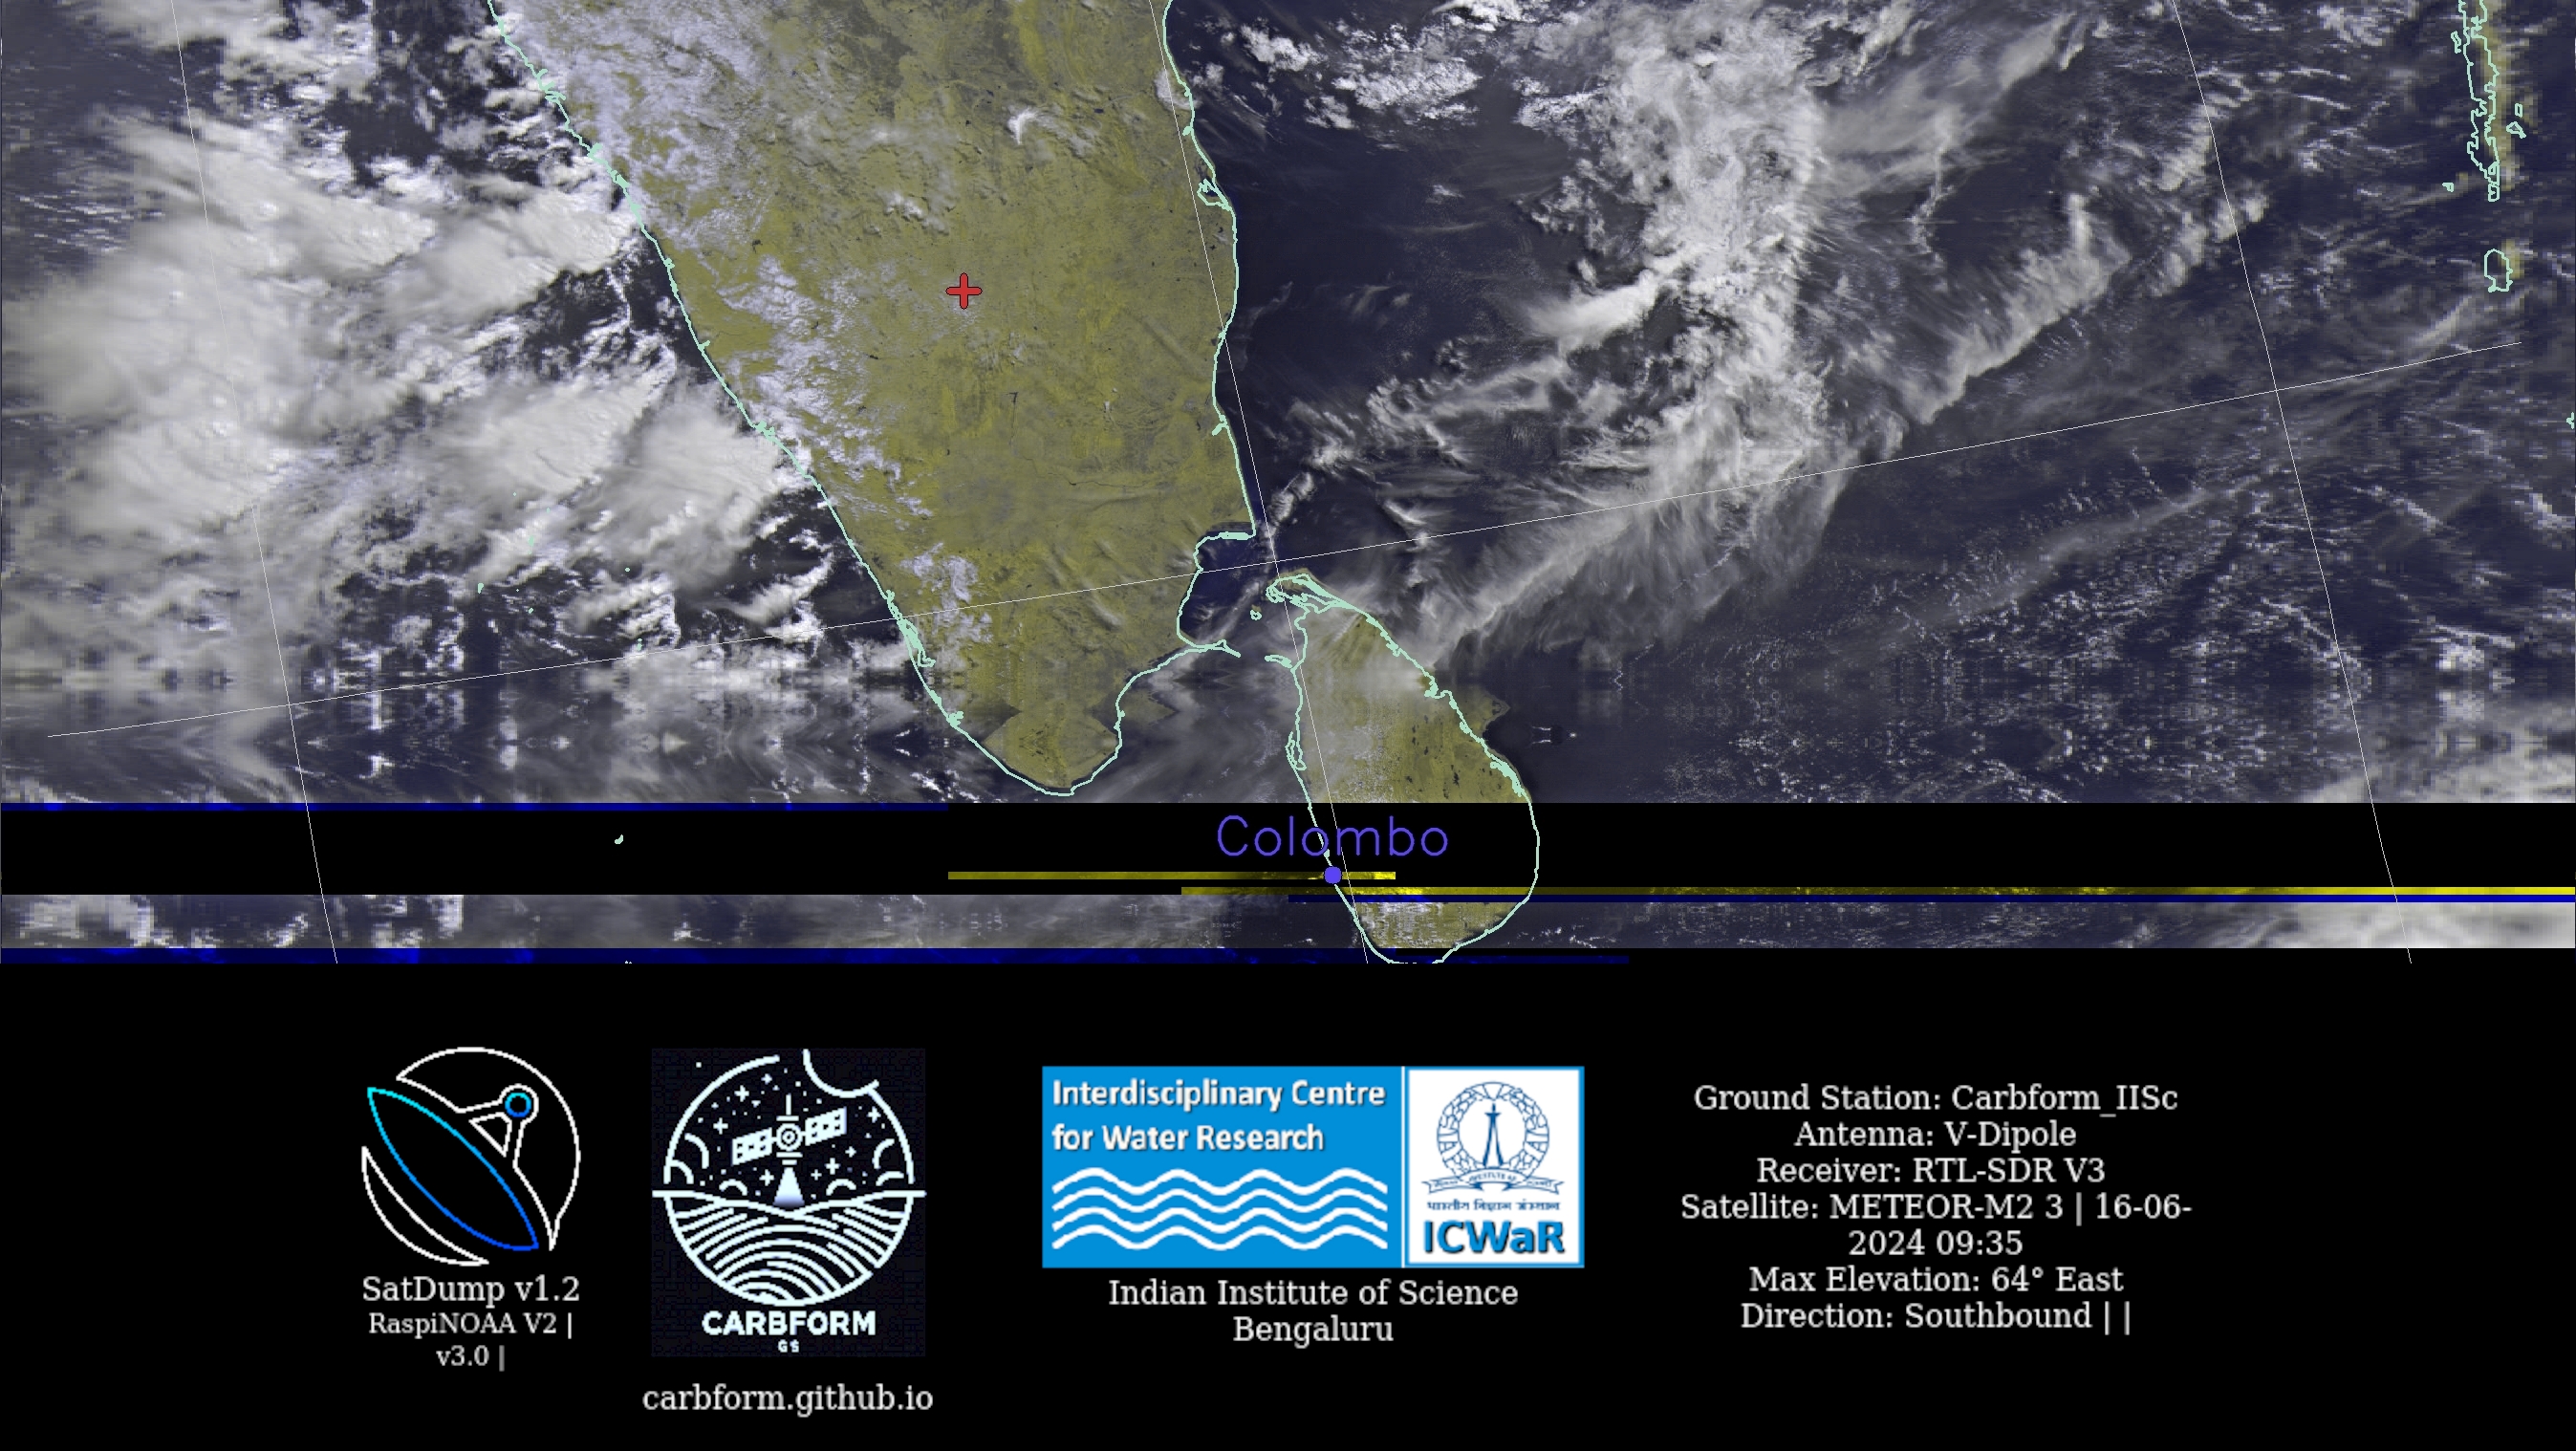 Colombo
SatDump v1.2
RaspiNOAA V2 |
v3.0 |
CARBFORM
GS
carbform.github.io
Interdisciplinary Centre
for Water Research
भारतीय विज्ञान संस्थान
ICWaR
Indian Institute of Science
Bengaluru
Ground Station: Carbform_IISc
Antenna: V-Dipole
Receiver: RTL-SDR V3
Satellite: METEOR-M2 3 | 16-06-
2024 09:35
Max Elevation: 64° East
Direction: Southbound | |